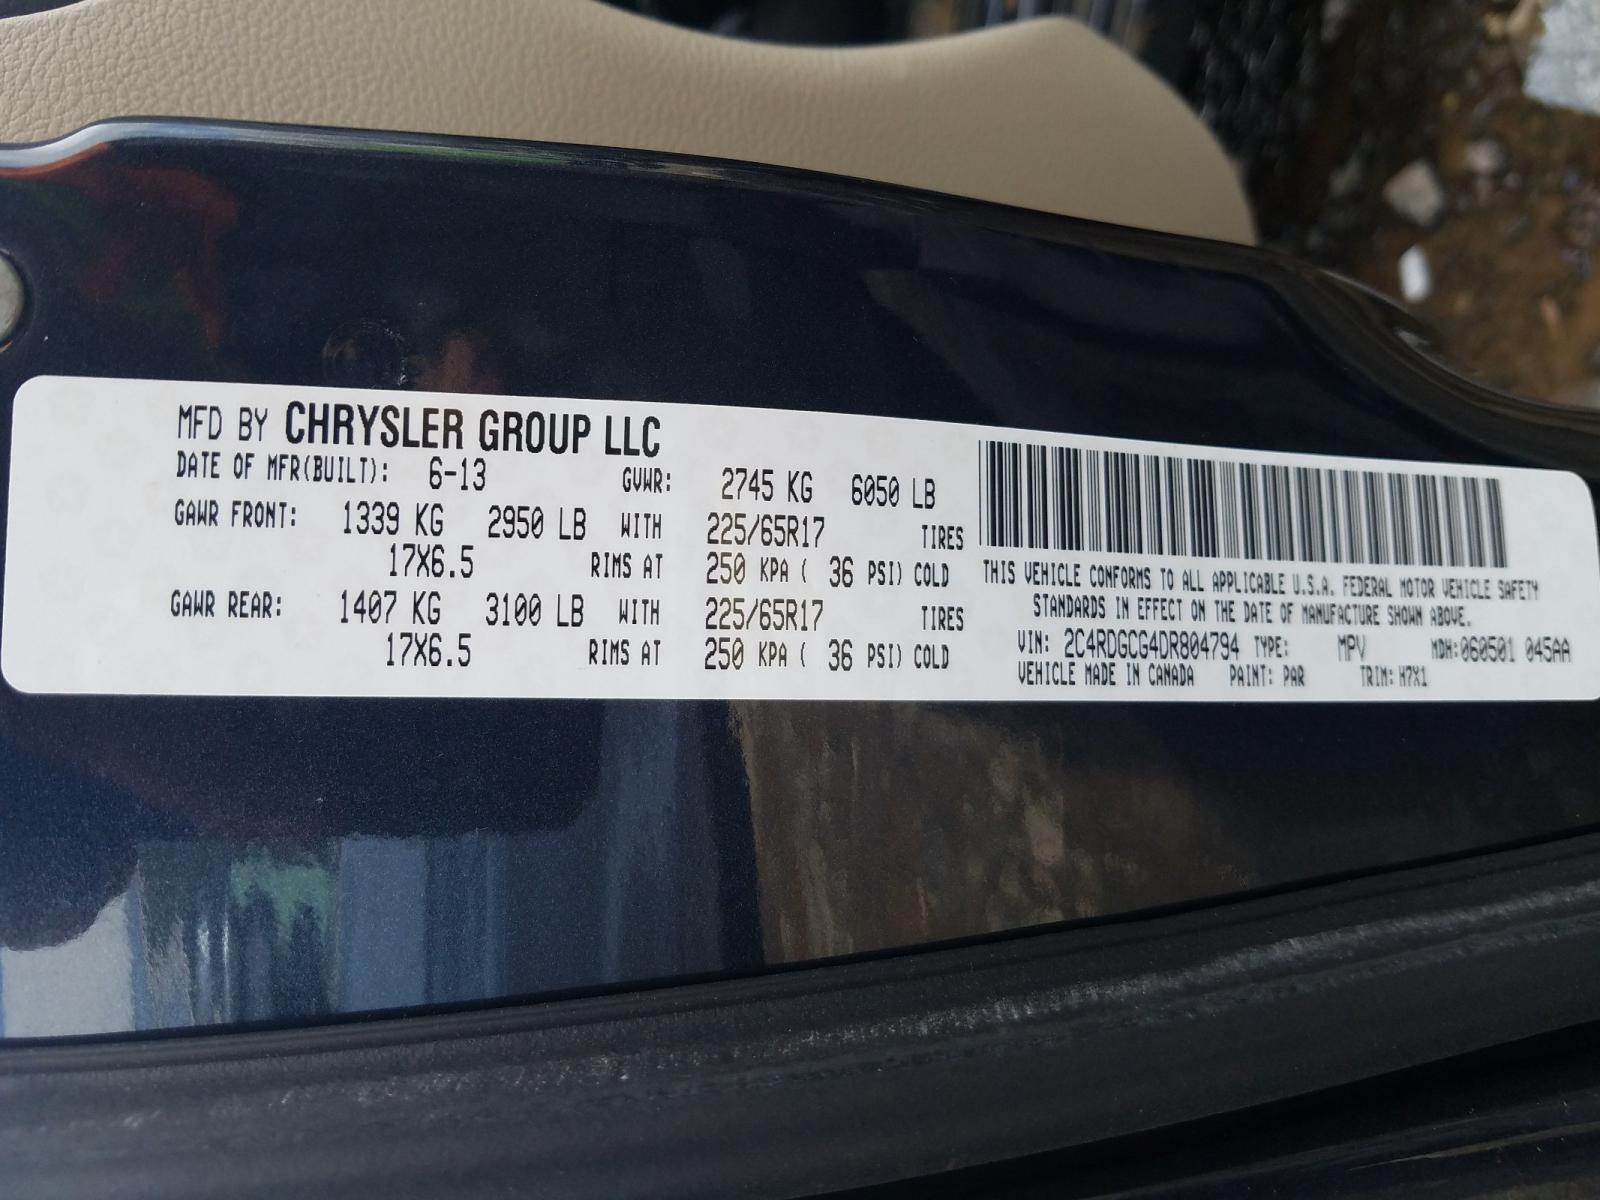 MFD BY CHRYSLER GROUP LLC
DATE OF MFR(BUILT): 6-13 GVWR: 2745 KG 6050 LB
GAWR FRONT: 1339 KG 2950 LB WITH 225/65R17 TIRES
17X6.5 RIMS AT 250 KPA ( 36 PSI) COLD
GAWR REAR: 1407 KG 3100 LB WITH 225/65R17 TIRES
17X6.5 RIMS AT 250 KPA ( 36 PSI) COLD
THIS VEHICLE CONFORMS TO ALL APPLICABLE U.S.A. FEDERAL MOTOR VEHICLE SAFETY
STANDARDS IN EFFECT ON THE DATE OF MANUFACTURE SHOWN ABOVE.
VIN: 2C4RDGCG4DR804794 TYPE: MPV MDH:060501 045AA
VEHICLE MADE IN CANADA PAINT: PAR TRIM: H7X1